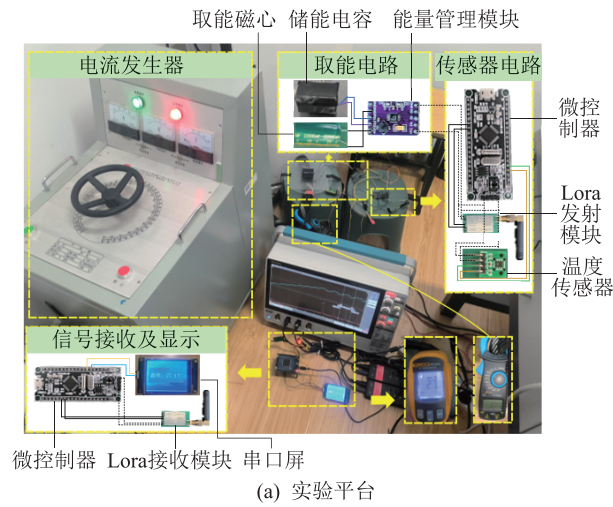 取能磁心 储能电容 能量管理模块
电流发生器
取能电路
传感器电路
微控
制器
Lora
发射
模块
温度
传感器
信号接收及显示
微控制器 Lora接收模块 串口屏
(a) 实验平台